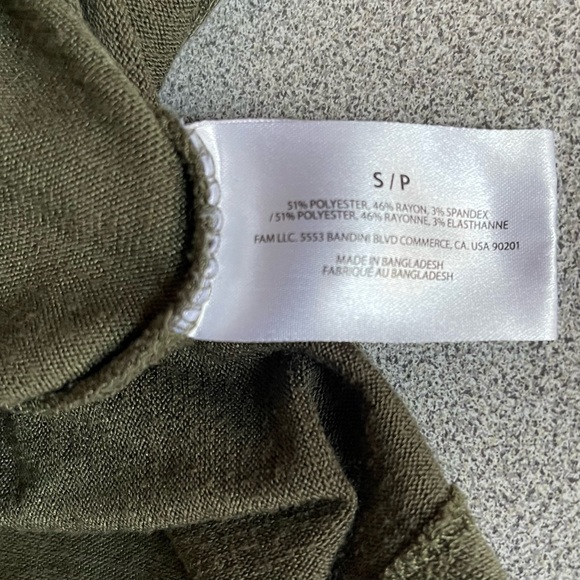 S / P
51% POLYESTER, 46% RAYON, 3% SPANDEX
/ 51% POLYESTER, 46% RAYONNE, 3% ELASTHANNE
FAM LLC. 5553 BANDINI BLVD COMMERCE, CA. USA 90201
MADE IN BANGLADESH
FABRIQUE AU BANGLADESH